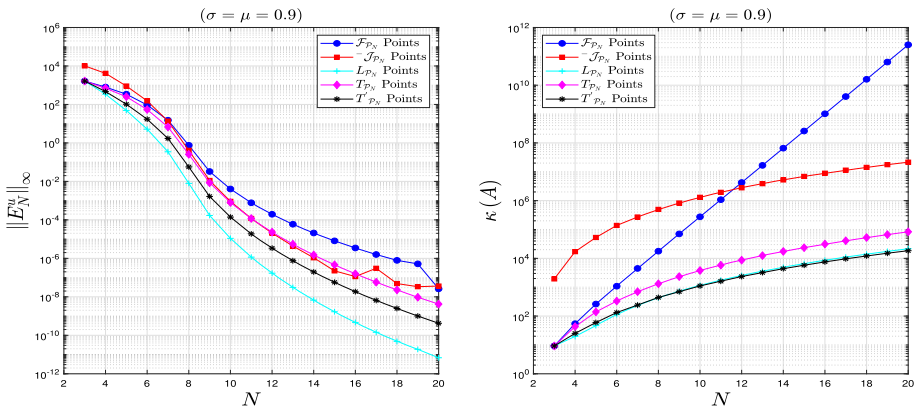 (σ = μ = 0.9)
10^6
10^4
10^2
10^0
10^-2
10^-4
10^-6
10^-8
10^-10
10^-12
||E_N^u||_∞
2 4 6 8 10 12 14 16 18 20
N
F_{P_N} Points
⁻J_{P_N} Points
L_{P_N} Points
T_{P_N} Points
T'_{P_N} Points
(σ = μ = 0.9)
10^12
10^10
10^8
10^6
10^4
10^2
10^0
κ(A)
2 4 6 8 10 12 14 16 18 20
N
F_{P_N} Points
⁻J_{P_N} Points
L_{P_N} Points
T_{P_N} Points
T'_{P_N} Points